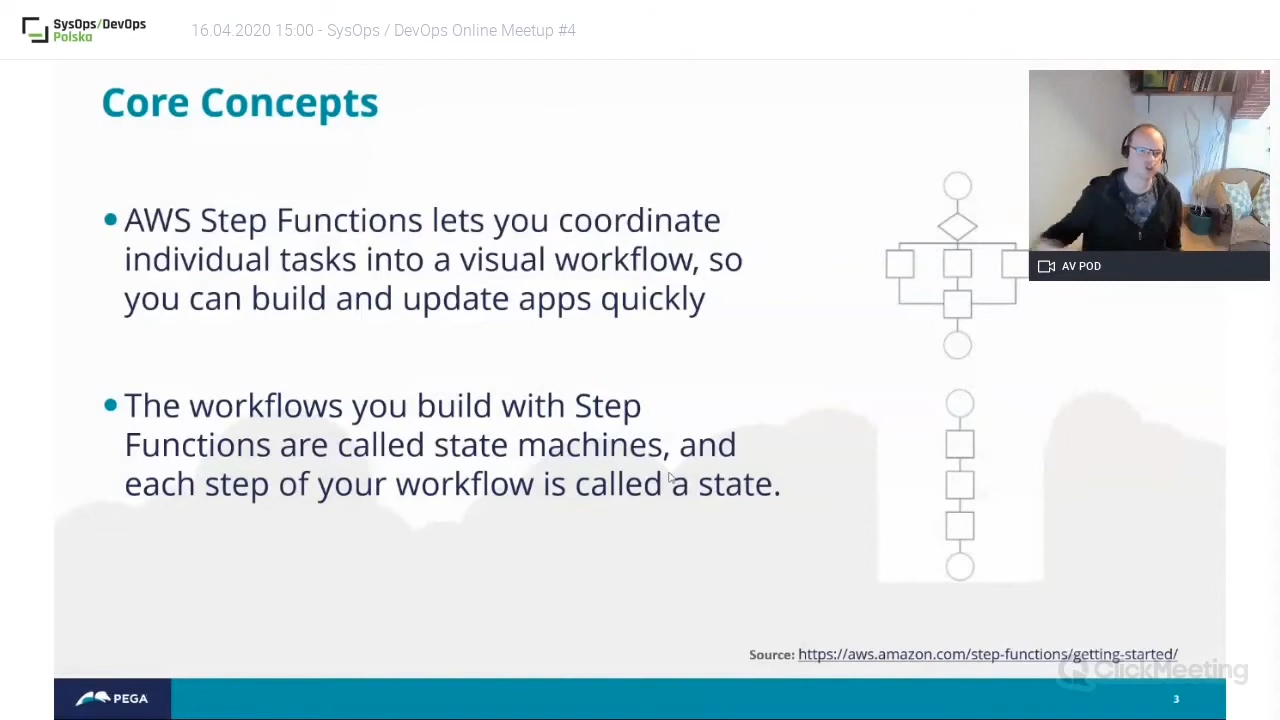 SysOps/DevOps
Polska
16.04.2020 15:00 - SysOps / DevOps Online Meetup #4
Core Concepts
AV POD
• AWS Step Functions lets you coordinate
individual tasks into a visual workflow, so
you can build and update apps quickly
• The workflows you build with Step
Functions are called state machines, and
each step of your workflow is called a state.
Source: https://aws.amazon.com/step-functions/getting-started/
ClickMeeting
PEGA
3